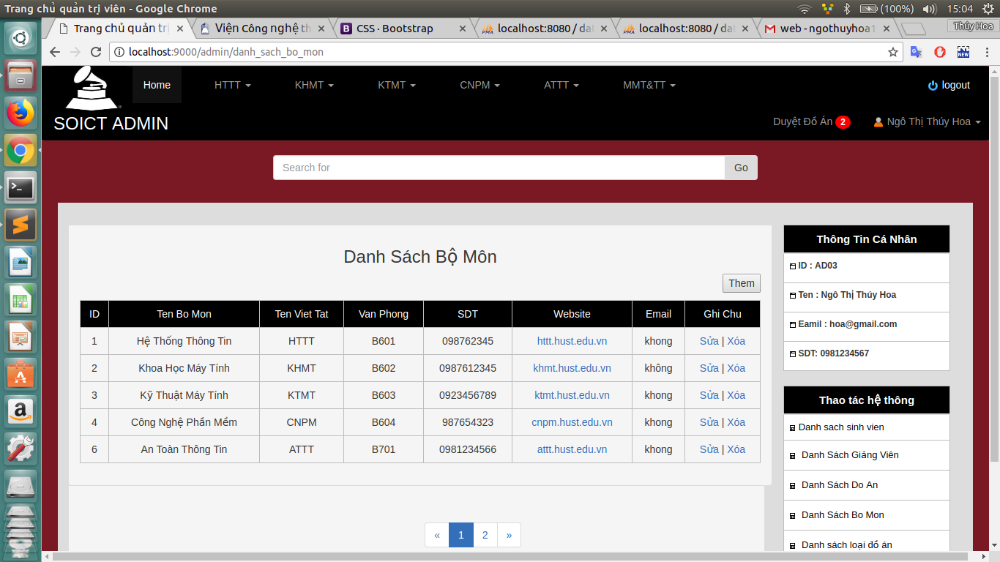 Trang chủ quản trị viên - Google Chrome
(100%) 15:04
Trang chủ quản trị
Viện Công nghệ th
CSS · Bootstrap
localhost:8080 / dat
localhost:8080 / dat
web - ngothuyhoa1
Thúy Hoa
localhost:9000/admin/danh_sach_bo_mon
NEW
Home HTTT KHMT KTMT CNPM ATTT MMT&TT logout
SOICT ADMIN
Duyệt Đồ Án 2 Ngô Thị Thúy Hoa
Search for Go
Danh Sách Bộ Môn
Them
ID Ten Bo Mon Ten Viet Tat Van Phong SDT Website Email Ghi Chu
1 Hệ Thống Thông Tin HTTT B601 098762345 httt.hust.edu.vn khong Sửa | Xóa
2 Khoa Học Máy Tính KHMT B602 0987612345 khmt.hust.edu.vn không Sửa | Xóa
3 Kỹ Thuật Máy Tính KTMT B603 0923456789 ktmt.hust.edu.vn khong Sửa | Xóa
4 Công Nghệ Phần Mềm CNPM B604 987654323 cnpm.hust.edu.vn khong Sửa | Xóa
6 An Toàn Thông Tin ATTT B701 0981234566 attt.hust.edu.vn khong Sửa | Xóa
« 1 2 »
Thông Tin Cá Nhân
ID : AD03
Ten : Ngô Thị Thúy Hoa
Eamil : hoa@gmail.com
SDT: 0981234567
Thao tác hệ thống
Danh sach sinh vien
Danh Sách Giảng Viên
Danh Sách Do An
Danh Sách Bo Mon
Danh sách loại đồ án